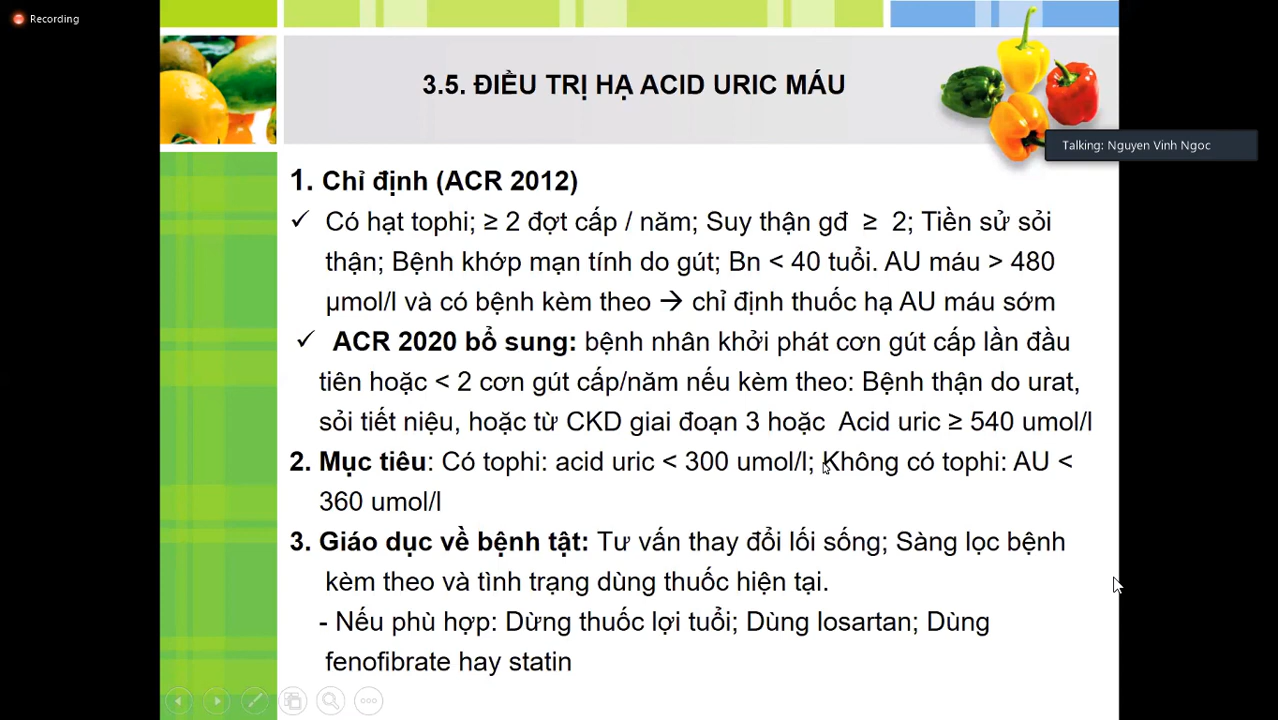 Recording
3.5. ĐIỀU TRỊ HẠ ACID URIC MÁU
Talking: Nguyen Vinh Ngoc
1. Chỉ định (ACR 2012)
✓ Có hạt tophi; ≥ 2 đợt cấp / năm; Suy thận gđ ≥ 2; Tiền sử sỏi
thận; Bệnh khớp mạn tính do gút; Bn < 40 tuổi. AU máu > 480
µmol/l và có bệnh kèm theo → chỉ định thuốc hạ AU máu sớm
✓ ACR 2020 bổ sung: bệnh nhân khởi phát cơn gút cấp lần đầu
tiên hoặc < 2 cơn gút cấp/năm nếu kèm theo: Bệnh thận do urat,
sỏi tiết niệu, hoặc từ CKD giai đoạn 3 hoặc Acid uric ≥ 540 umol/l
2. Mục tiêu: Có tophi: acid uric < 300 umol/l; Không có tophi: AU <
360 umol/l
3. Giáo dục về bệnh tật: Tư vấn thay đổi lối sống; Sàng lọc bệnh
kèm theo và tình trạng dùng thuốc hiện tại.
- Nếu phù hợp: Dừng thuốc lợi tuổi; Dùng losartan; Dùng
fenofibrate hay statin